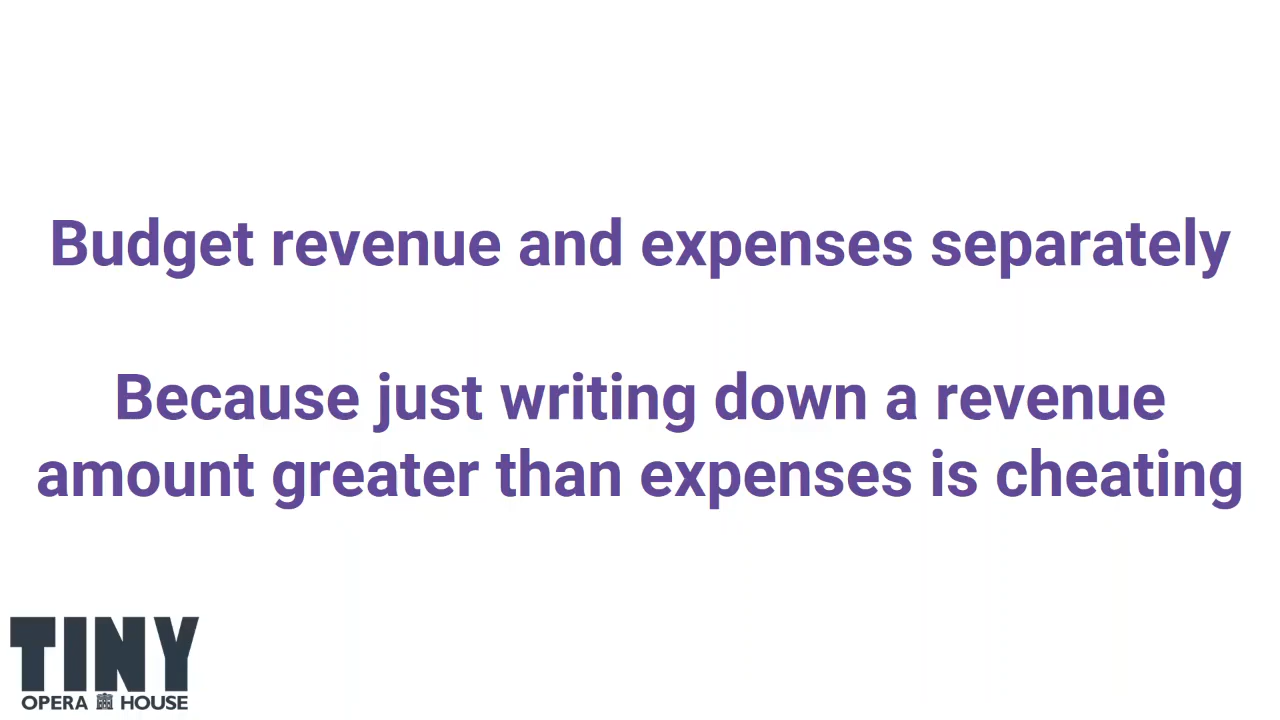 Budget revenue and expenses separately
Because just writing down a revenue
amount greater than expenses is cheating
TINY
OPERA HOUSE